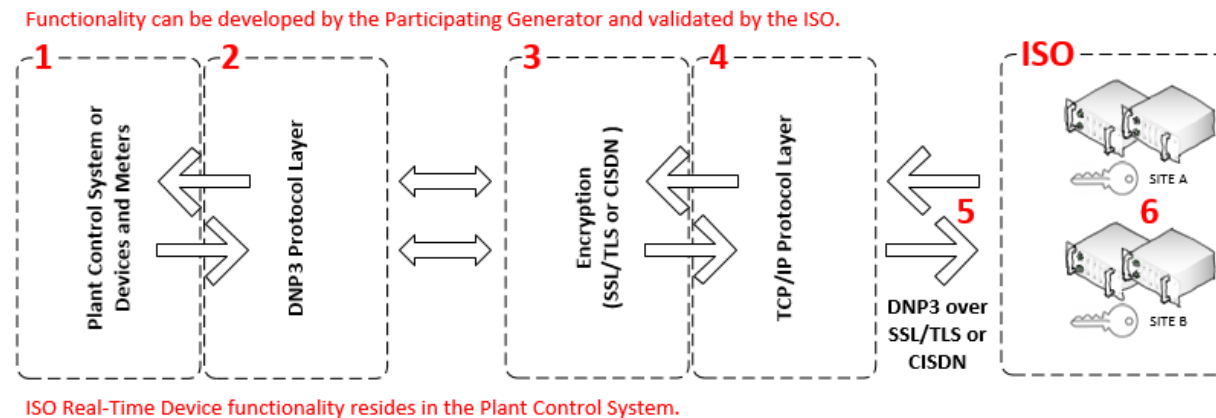 Functionality can be developed by the Participating Generator and validated by the ISO.
1
2
3
4
ISO
Plant Control System or
Devices and Meters
DNP3 Protocol Layer
Encryption
(SSL/TLS or CISDN )
TCP/IP Protocol Layer
5
DNP3 over
SSL/TLS or
CISDN
SITE A
6
SITE B
ISO Real-Time Device functionality resides in the Plant Control System.